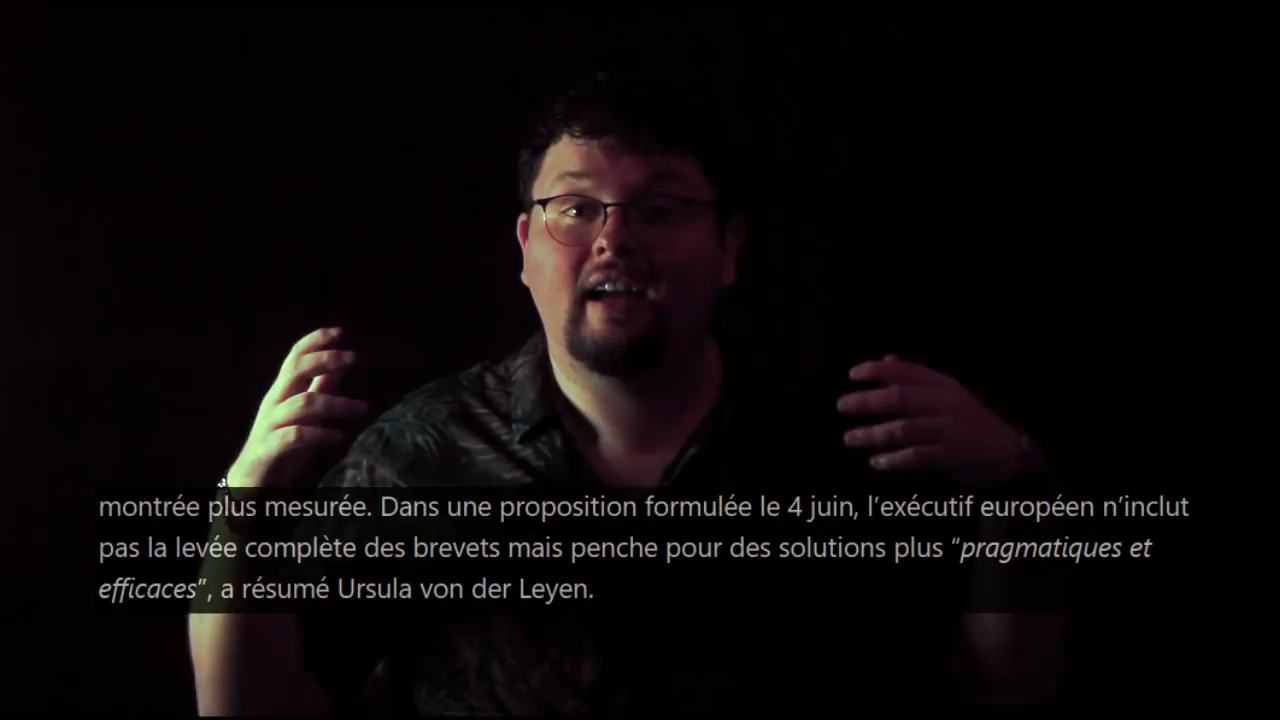 montrée plus mesurée. Dans une proposition formulée le 4 juin, l’exécutif européen n’inclut
pas la levée complète des brevets mais penche pour des solutions plus “pragmatiques et
efficaces”, a résumé Ursula von der Leyen.